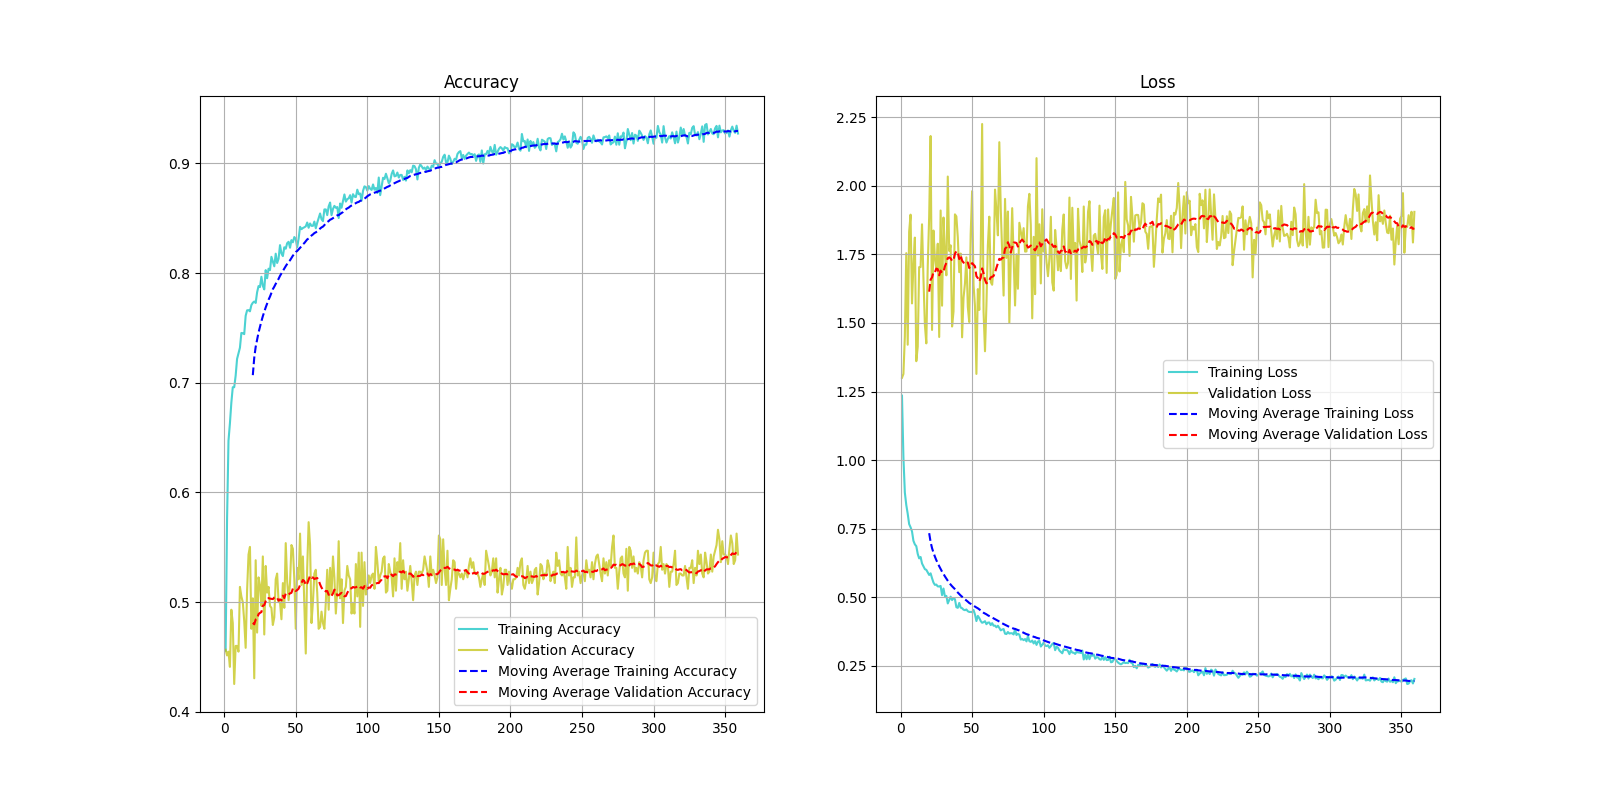 Accuracy
0.9
0.8
0.7
0.6
0.5
0.4
0 50 100 150 200 250 300 350
Training Accuracy
Validation Accuracy
Moving Average Training Accuracy
Moving Average Validation Accuracy
Loss
2.25
2.00
1.75
1.50
1.25
1.00
0.75
0.50
0.25
0 50 100 150 200 250 300 350
Training Loss
Validation Loss
Moving Average Training Loss
Moving Average Validation Loss